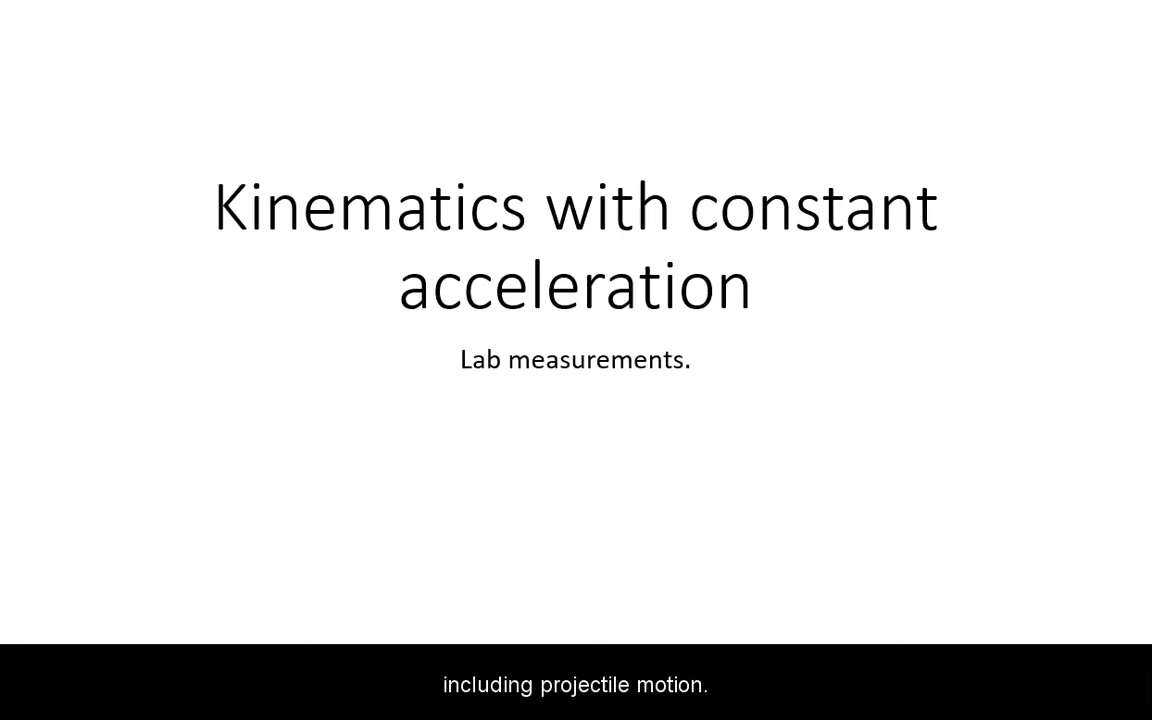 Kinematics with constant
acceleration
Lab measurements.
including projectile motion.